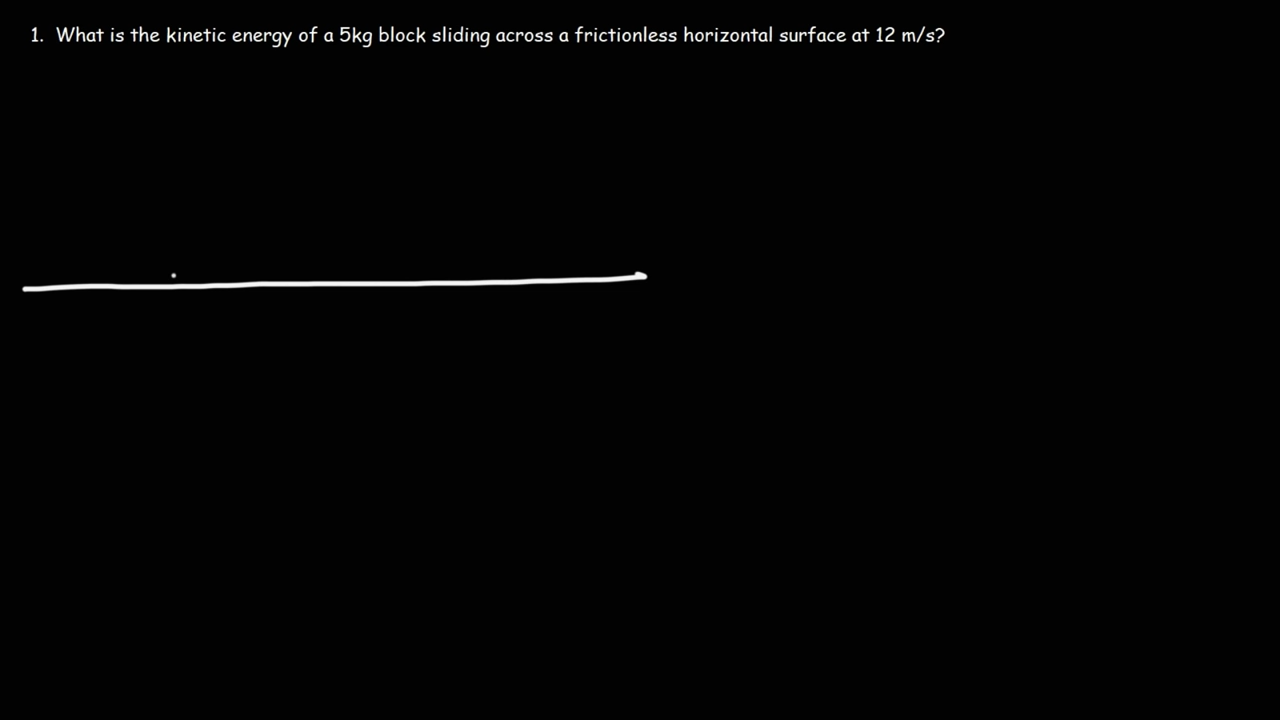 1. What is the kinetic energy of a 5kg block sliding across a frictionless horizontal surface at 12 m/s?